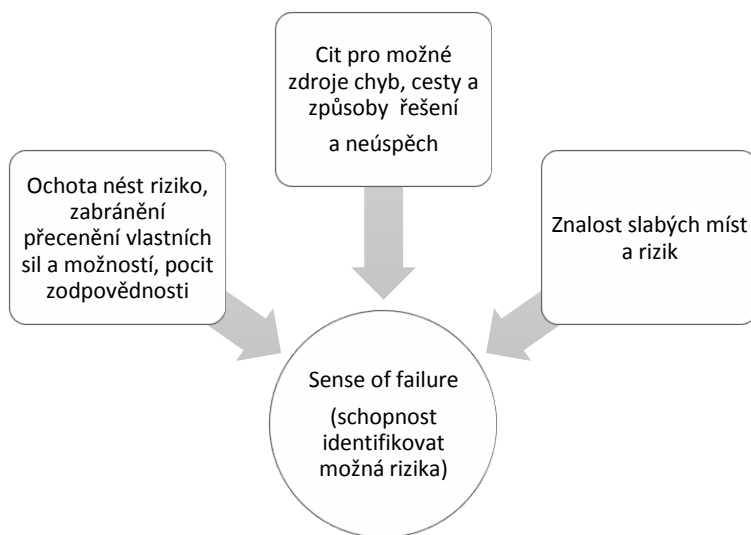 Cit pro možné
zdroje chyb, cesty a
způsoby řešení
a neúspěch
Ochota nést riziko,
zabránění
přecenění vlastních
sil a možností, pocit
zodpovědnosti
Znalost slabých míst
a rizik
Sense of failure
(schopnost
identifikovat
možná rizika)